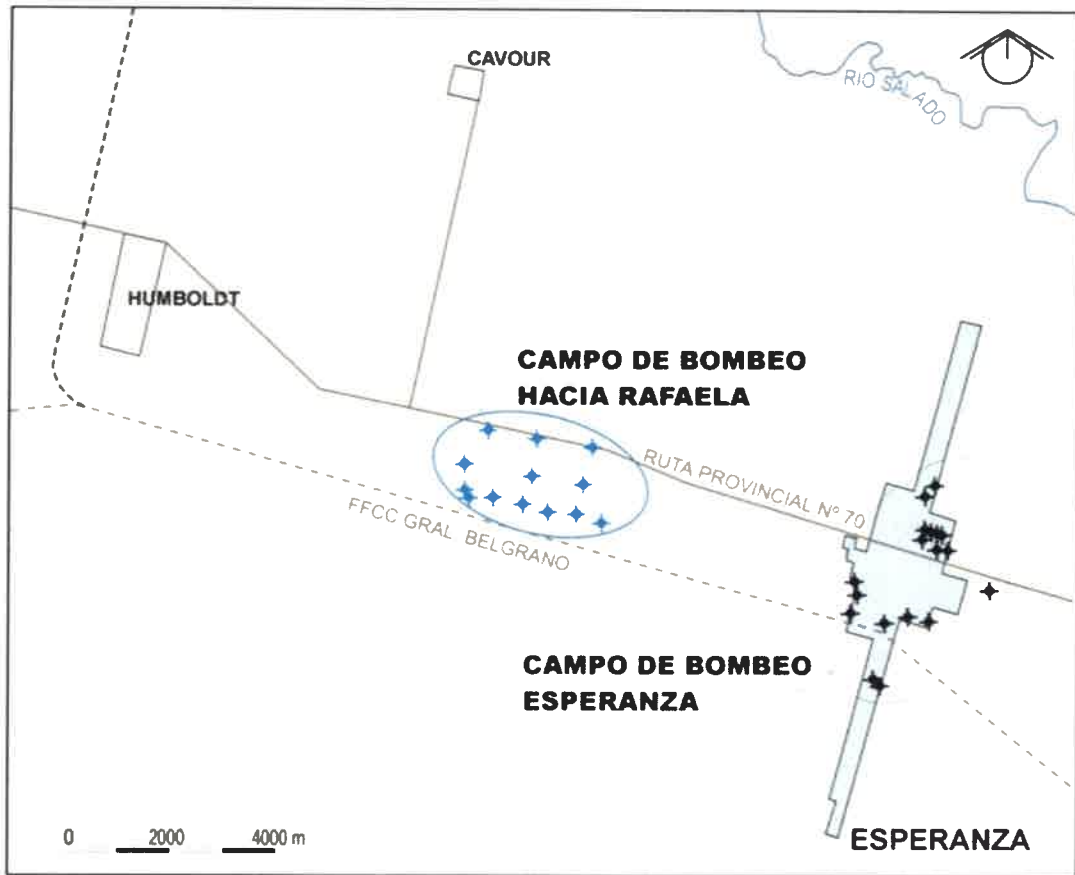 CAVOUR
RIO SALADO
HUMBOLDT
CAMPO DE BOMBEO
HACIA RAFAELA
RUTA PROVINCIAL Nº 70
FFCC GRAL BELGRANO
CAMPO DE BOMBEO
ESPERANZA
0 2000 4000 m
ESPERANZA